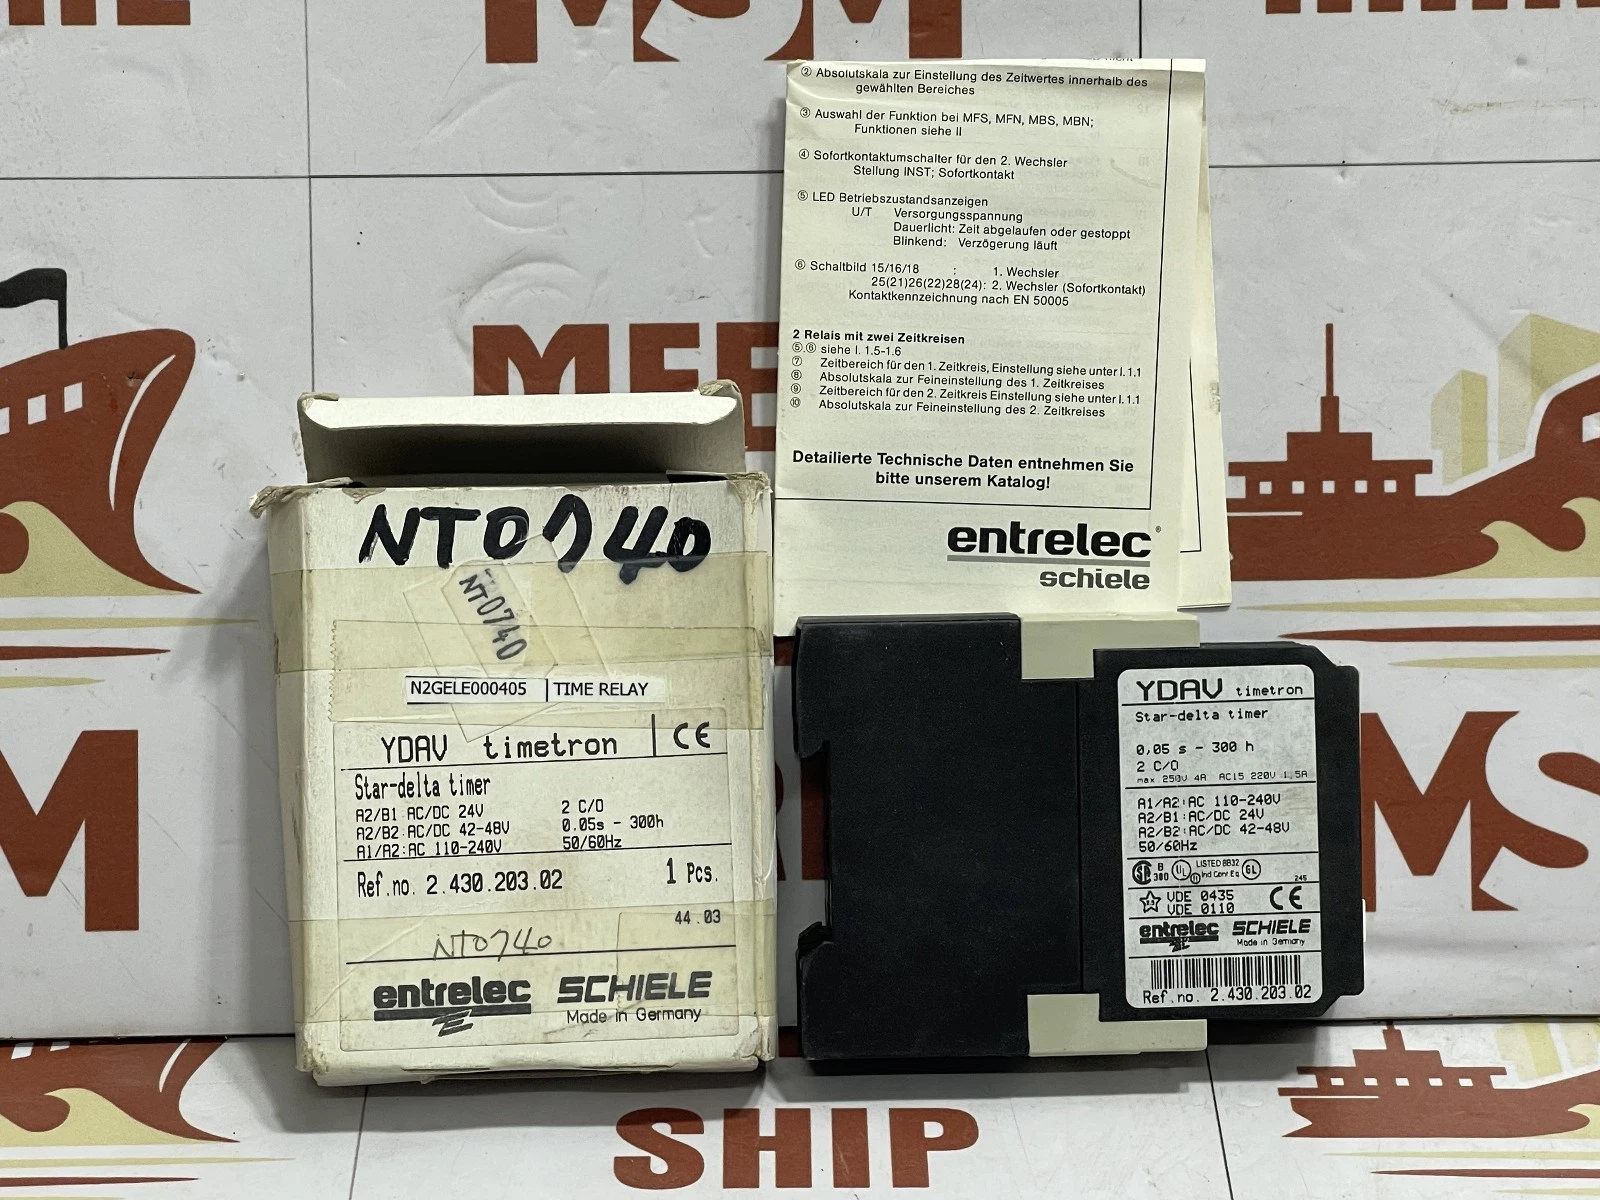 MSM
② Absolutskala zur Einstellung des Zeitwertes innerhalb des
gewählten Bereiches
③ Auswahl der Funktion bei MFS, MFN, MBS, MBN;
Funktionen siehe II
④ Sofortkontaktumschalter für den 2. Wechsler
Stellung INST; Sofortkontakt
⑤ LED Betriebszustandsanzeigen
U/T Versorgungsspannung
Dauerlicht: Zeit abgelaufen oder gestoppt
Blinkend: Verzögerung läuft
⑥ Schaltbild 15/16/18 : 1. Wechsler
25(21)26(22)28(24): 2. Wechsler (Sofortkontakt)
Kontaktkennzeichnung nach EN 50005
2 Relais mit zwei Zeitkreisen
⑤.⑥ siehe I. 1.5-1.6
⑦ Zeitbereich für den 1. Zeitkreis, Einstellung siehe unter I. 1.1
⑧ Absolutskala zur Feineinstellung des 1. Zeitkreises
⑨ Zeitbereich für den 2. Zeitkreis Einstellung siehe unter I. 1.1
⑩ Absolutskala zur Feineinstellung des 2. Zeitkreises
Detailierte Technische Daten entnehmen Sie
bitte unserem Katalog!
entrelec®
schiele
NT0740
NT0740
N2GELE000405 | TIME RELAY
YDAV timetron CE
Star-delta timer
A2/B1: AC/DC 24V 2 C/O
A2/B2: AC/DC 42-48V 0.05s - 300h
A1/A2: AC 110-240V 50/60Hz
Ref.no. 2.430.203.02 1 Pcs.
44.03
NT0740
entrelec SCHIELE
Made in Germany
YDAV timetron
Star-delta timer
0,05 s - 300 h
2 C/O
max. 250V 4A AC15 220V 1,5A
A1/A2: AC 110-240V
A2/B1: AC/DC 24V
A2/B2: AC/DC 42-48V
50/60Hz
B 300 UL LISTED 8B32 Ind Conr. Eq GL
245
VDE 0435
VDE 0110 CE
entrelec SCHIELE
Made in Germany
Ref.no. 2.430.203.02
SHIP